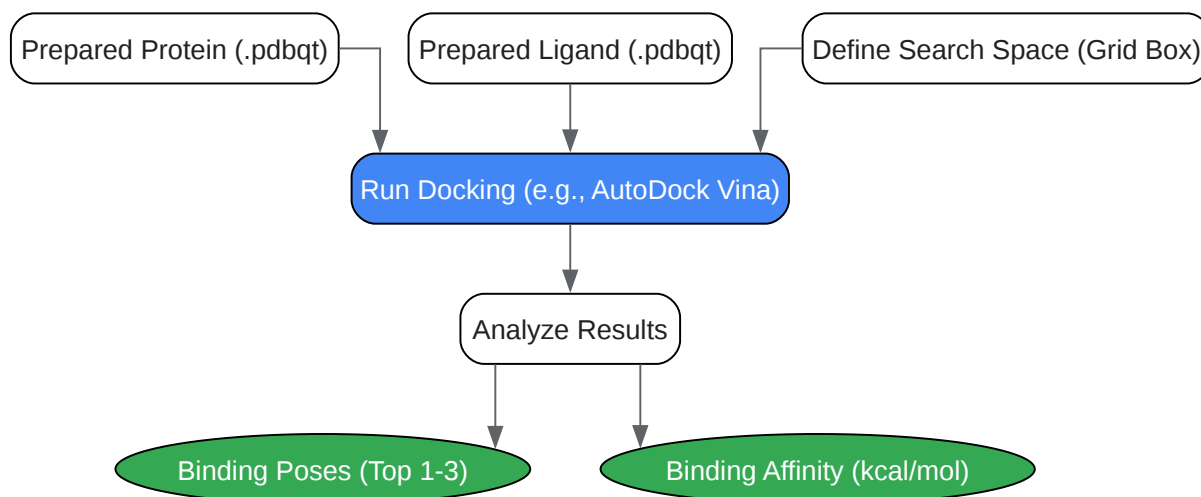 Prepared Protein (.pdbqt)
Prepared Ligand (.pdbqt)
Define Search Space (Grid Box)
Run Docking (e.g., AutoDock Vina)
Analyze Results
Binding Poses (Top 1-3)
Binding Affinity (kcal/mol)